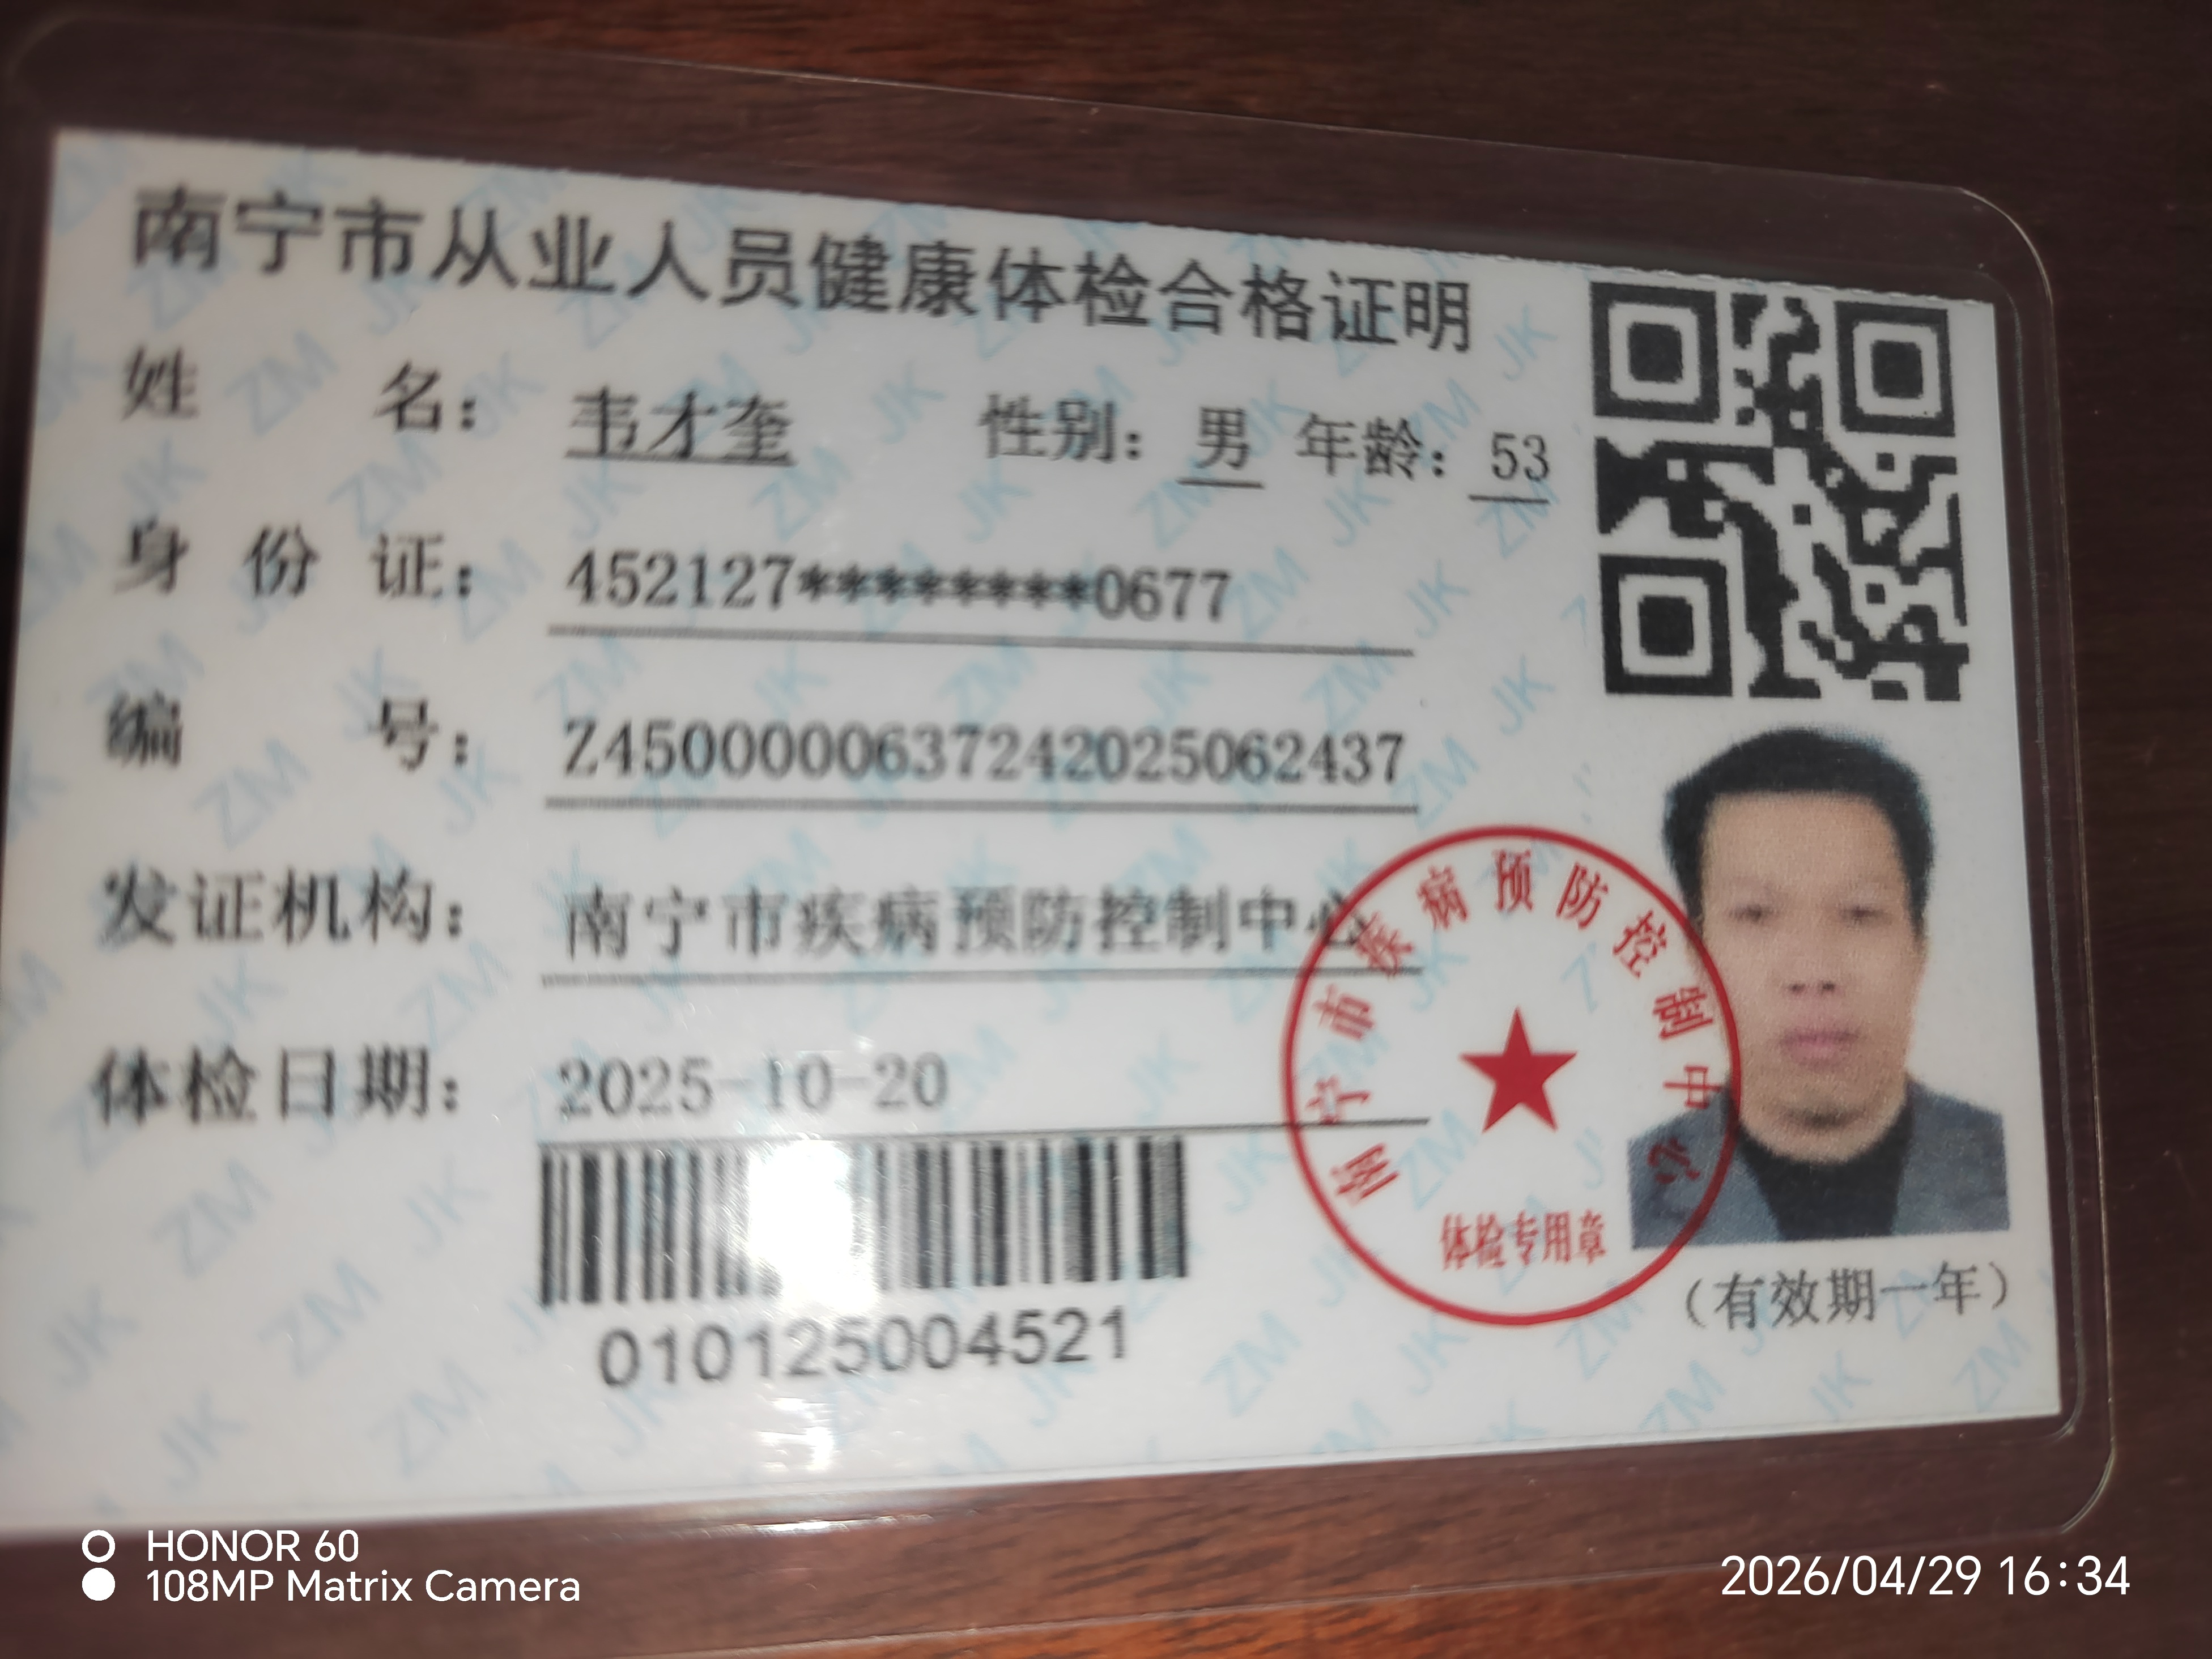 南宁市从业人员健康体检合格证明
姓名：韦才奎 性别：男 年龄：53
身份证：452127********0677
编号：Z45000000637242025062437
发证机构：南宁市疾病预防控制中心
体检日期：2025-10-20
010125004521
南宁市疾病预防控制中心
体检专用章
（有效期一年）
ZM JK
HONOR 60
108MP Matrix Camera
2026/04/29 16:34